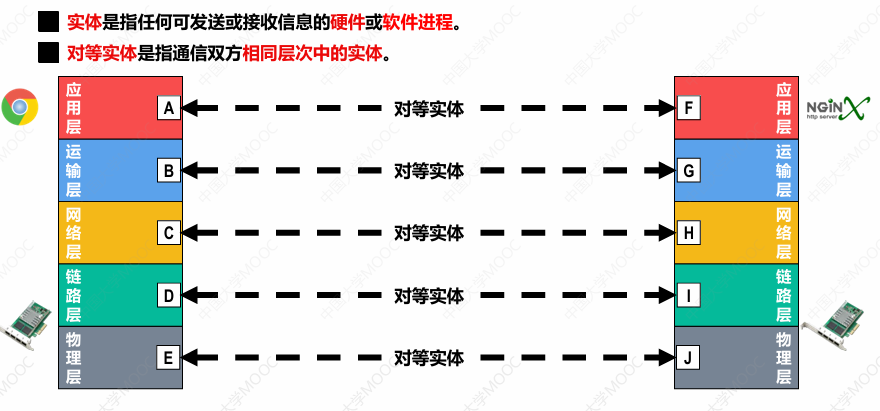 实体是指任何可发送或接收信息的硬件或软件进程。
对等实体是指通信双方相同层次中的实体。
应用层 A 对等实体 F 应用层
NGINX
http server
运输层 B 对等实体 G 运输层
网络层 C 对等实体 H 网络层
链路层 D 对等实体 I 链路层
物理层 E 对等实体 J 物理层
中国大学MOOC